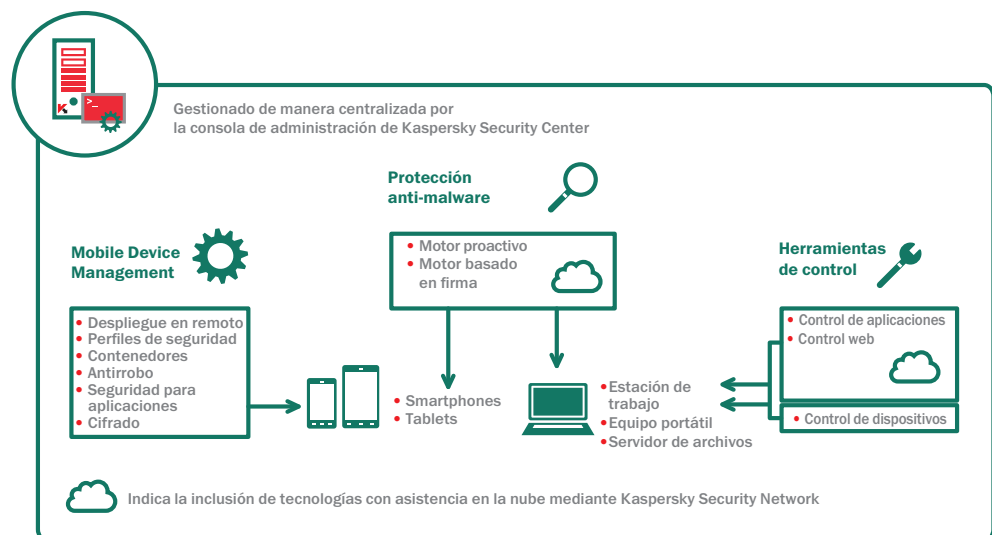 Gestionado de manera centralizada por
la consola de administración de Kaspersky Security Center
Protección
anti-malware
• Motor proactivo
• Motor basado
en firma
Mobile Device
Management
• Despliegue en remoto
• Perfiles de seguridad
• Contenedores
• Antirrobo
• Seguridad para
aplicaciones
• Cifrado
• Smartphones
• Tablets
• Estación de
trabajo
• Equipo portátil
• Servidor de archivos
Herramientas
de control
• Control de aplicaciones
• Control web
• Control de dispositivos
Indica la inclusión de tecnologías con asistencia en la nube mediante Kaspersky Security Network